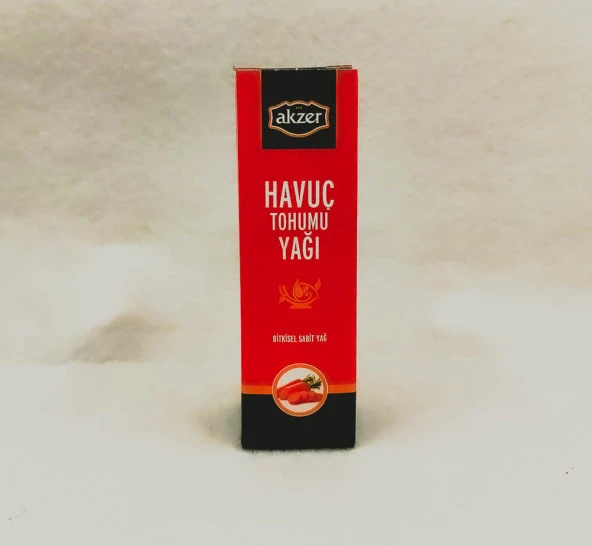 akzer
HAVUÇ
TOHUMU
YAĞI
BİTKİSEL SABİT YAĞ